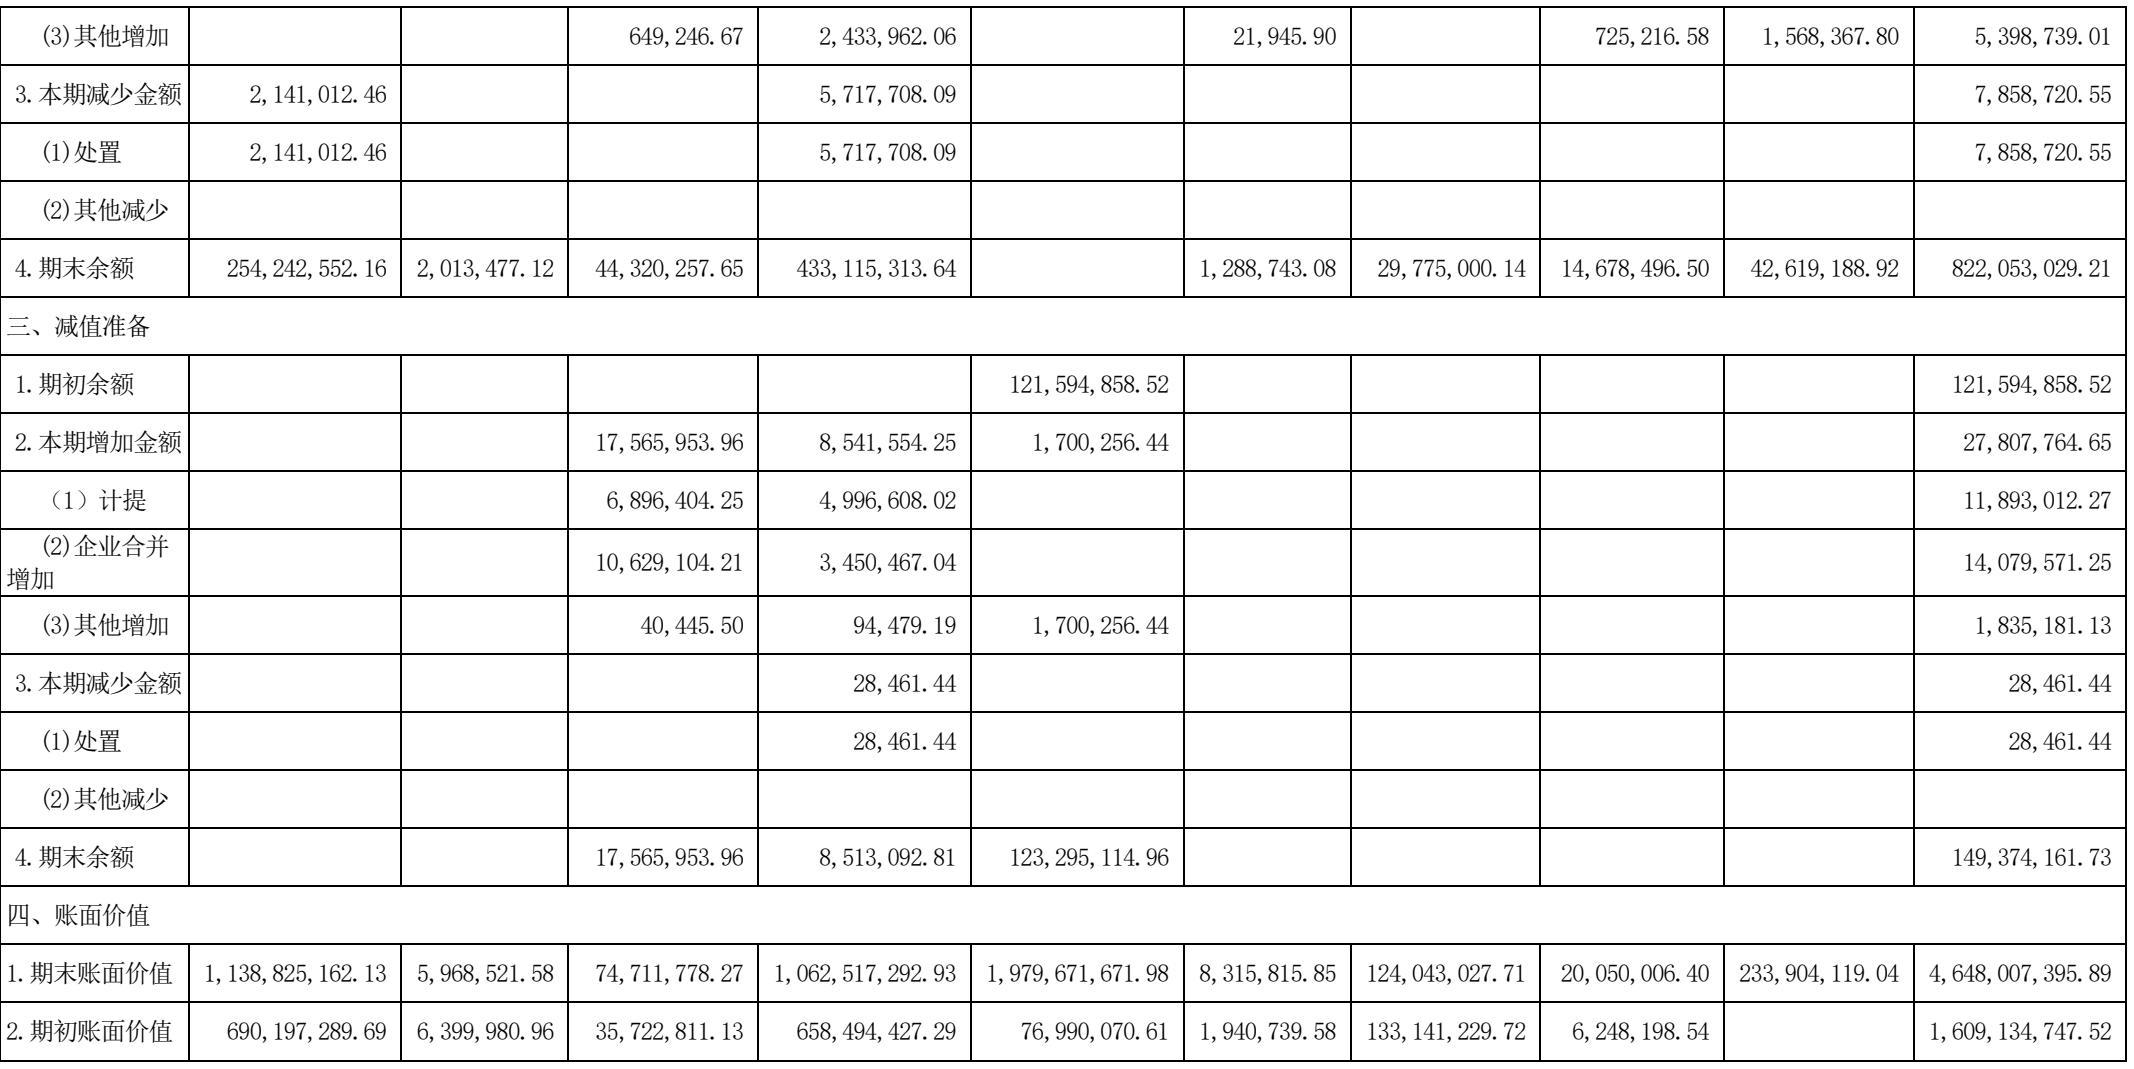 (3)其他增加 649,246.67 2,433,962.06 21,945.90 725,216.58 1,568,367.80 5,398,739.01
3.本期减少金额 2,141,012.46 5,717,708.09 7,858,720.55
(1)处置 2,141,012.46 5,717,708.09 7,858,720.55
(2)其他减少
4.期末余额 254,242,552.16 2,013,477.12 44,320,257.65 433,115,313.64 1,288,743.08 29,775,000.14 14,678,496.50 42,619,188.92 822,053,029.21
三、减值准备
1.期初余额 121,594,858.52 121,594,858.52
2.本期增加金额 17,565,953.96 8,541,554.25 1,700,256.44 27,807,764.65
（1）计提 6,896,404.25 4,996,608.02 11,893,012.27
(2)企业合并
增加 10,629,104.21 3,450,467.04 14,079,571.25
(3)其他增加 40,445.50 94,479.19 1,700,256.44 1,835,181.13
3.本期减少金额 28,461.44 28,461.44
(1)处置 28,461.44 28,461.44
(2)其他减少
4.期末余额 17,565,953.96 8,513,092.81 123,295,114.96 149,374,161.73
四、账面价值
1.期末账面价值 1,138,825,162.13 5,968,521.58 74,711,778.27 1,062,517,292.93 1,979,671,671.98 8,315,815.85 124,043,027.71 20,050,006.40 233,904,119.04 4,648,007,395.89
2.期初账面价值 690,197,289.69 6,399,980.96 35,722,811.13 658,494,427.29 76,990,070.61 1,940,739.58 133,141,229.72 6,248,198.54 1,609,134,747.52